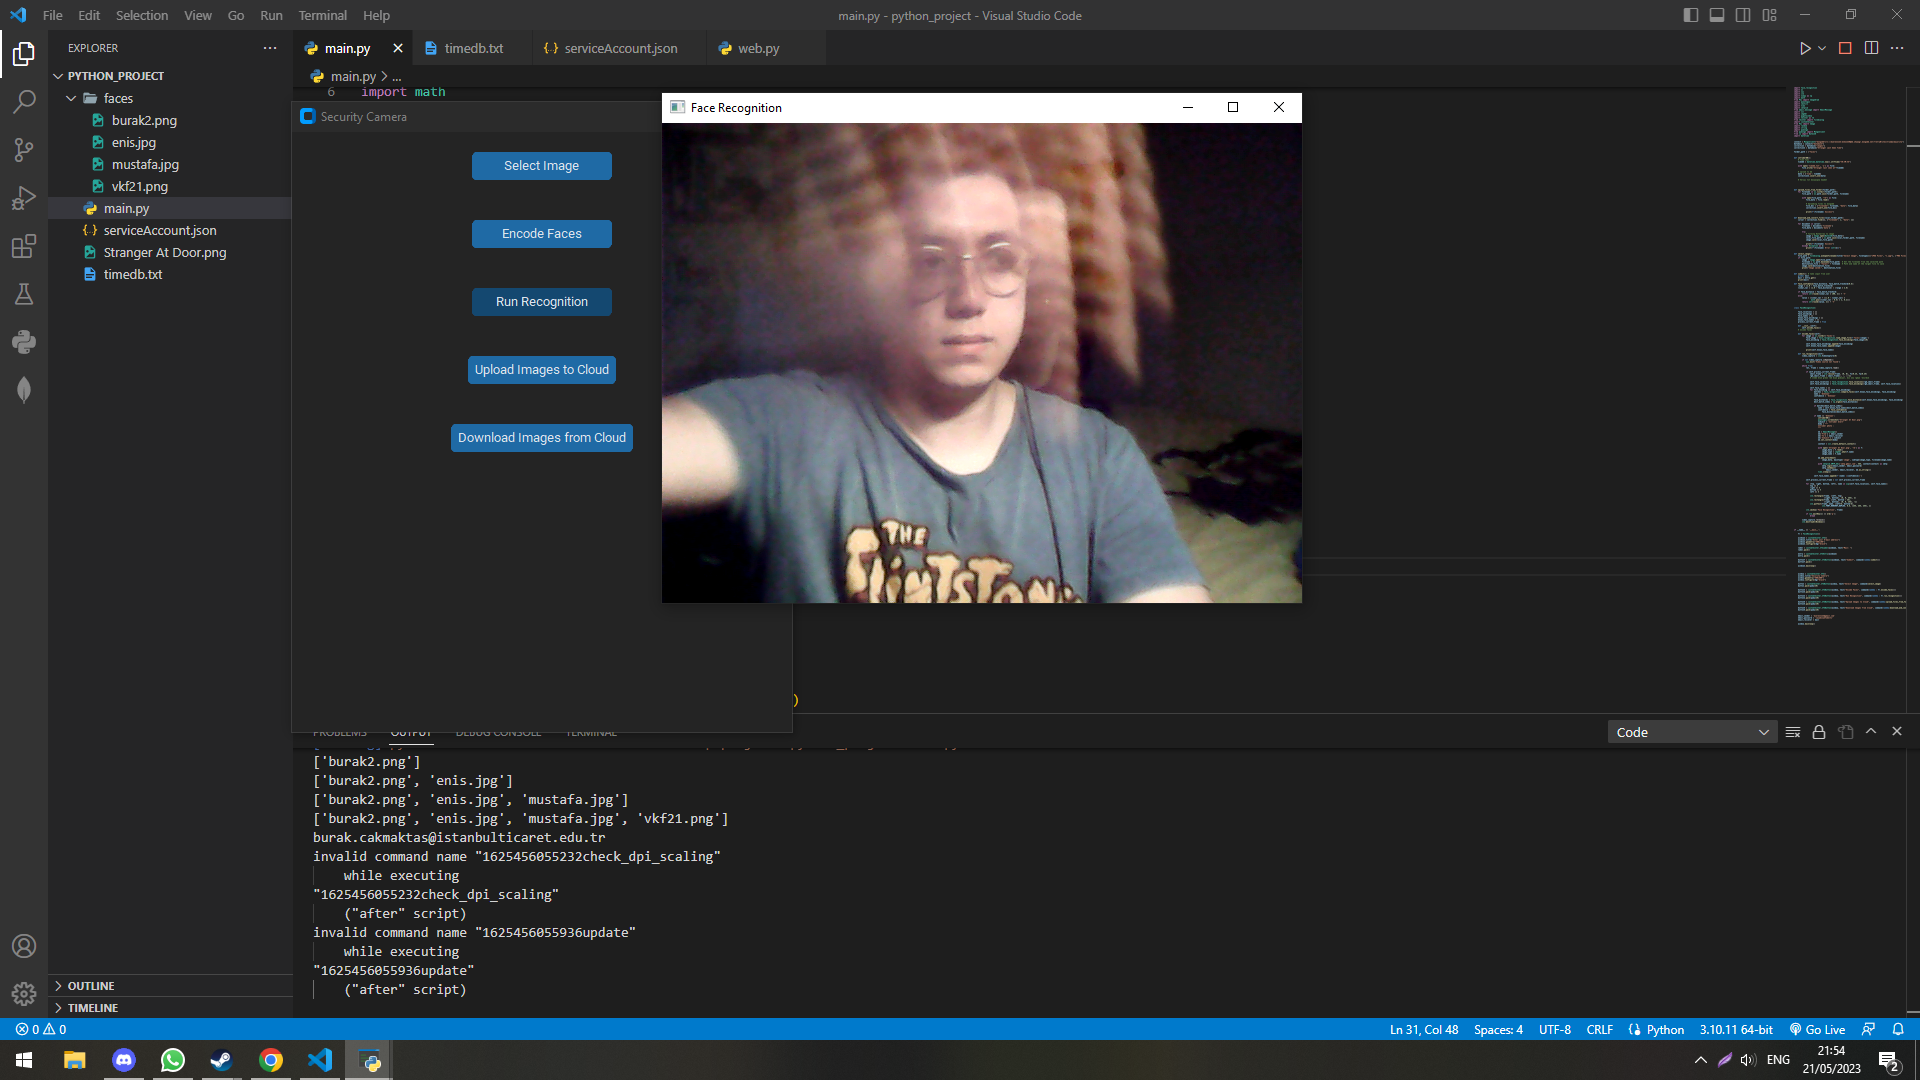 File Edit Selection View Go Run Terminal Help
main.py - python_project - Visual Studio Code
EXPLORER
PYTHON_PROJECT
faces
burak2.png
enis.jpg
mustafa.jpg
vkf21.png
main.py
serviceAccount.json
Stranger At Door.png
timedb.txt
OUTLINE
TIMELINE
main.py timedb.txt serviceAccount.json web.py
main.py > ...
6 import math
Security Camera
Select Image
Encode Faces
Run Recognition
Upload Images to Cloud
Download Images from Cloud
Face Recognition
THE
FLINTSTON
)
PROBLEMS OUTPUT DEBUG CONSOLE TERMINAL
Code
['burak2.png']
['burak2.png', 'enis.jpg']
['burak2.png', 'enis.jpg', 'mustafa.jpg']
['burak2.png', 'enis.jpg', 'mustafa.jpg', 'vkf21.png']
burak.cakmaktas@istanbulticaret.edu.tr
invalid command name "1625456055232check_dpi_scaling"
while executing
"1625456055232check_dpi_scaling"
("after" script)
invalid command name "1625456055936update"
while executing
"1625456055936update"
("after" script)
0 0
Ln 31, Col 48 Spaces: 4 UTF-8 CRLF Python 3.10.11 64-bit Go Live
ENG
21:54
21/05/2023
2